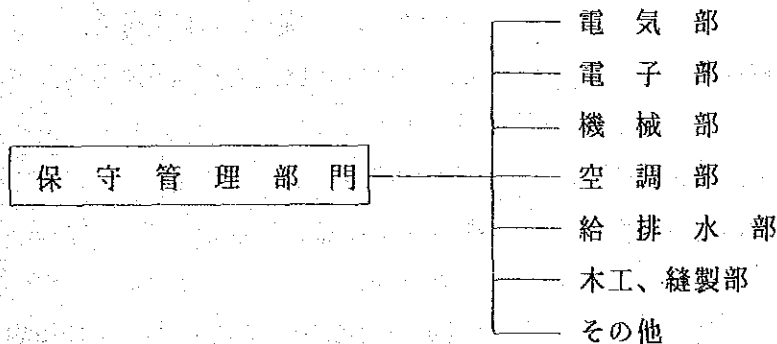 電気部
電子部
機械部
保守管理部門
空調部
給排水部
木工、縫製部
その他